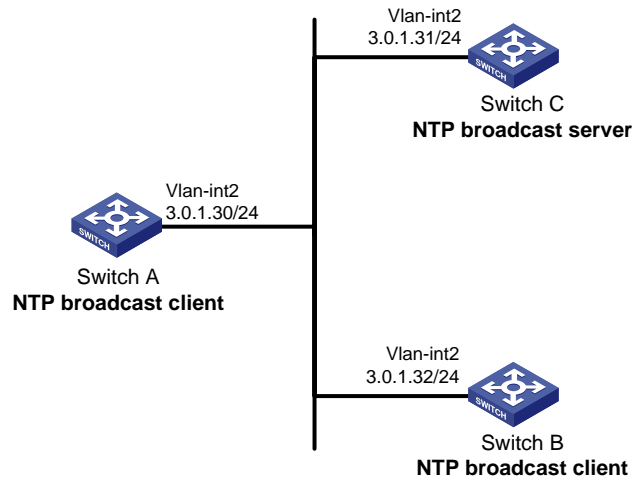 Vlan-int2
3.0.1.31/24
SWITCH
Switch C
NTP broadcast server
Vlan-int2
3.0.1.30/24
SWITCH
Switch A
NTP broadcast client
Vlan-int2
3.0.1.32/24
SWITCH
Switch B
NTP broadcast client